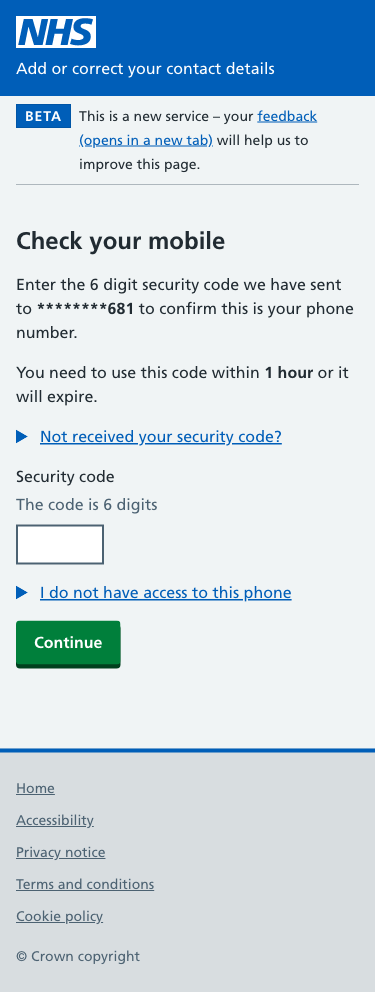 NHS
Add or correct your contact details
BETA
This is a new service – your feedback
(opens in a new tab) will help us to
improve this page.
Check your mobile
Enter the 6 digit security code we have sent
to ********681 to confirm this is your phone
number.
You need to use this code within 1 hour or it
will expire.
Not received your security code?
Security code
The code is 6 digits
I do not have access to this phone
Continue
Home
Accessibility
Privacy notice
Terms and conditions
Cookie policy
© Crown copyright